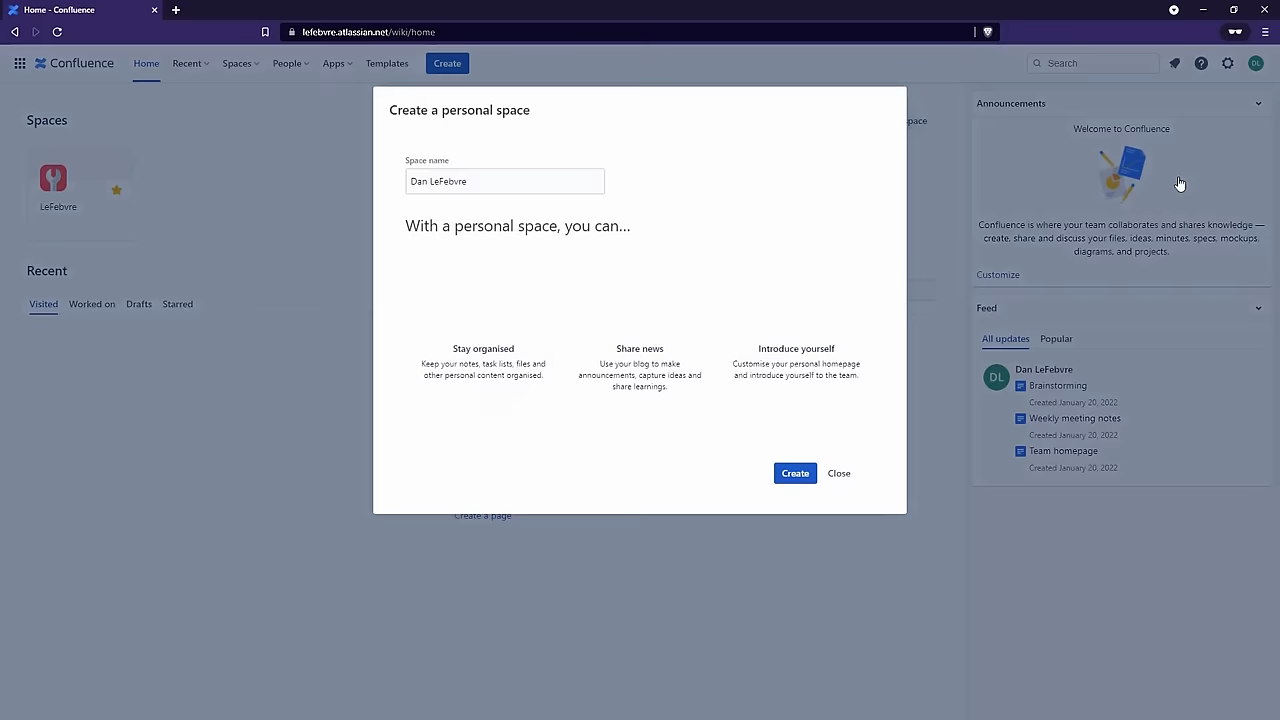 Home - Confluence
lefebvre.atlassian.net/wiki/home
Confluence
Home
Recent
Spaces
People
Apps
Templates
Create
Search
DL
Spaces
LeFebvre
Recent
Visited
Worked on
Drafts
Starred
space
Create a personal space
Space name
Dan LeFebvre
With a personal space, you can...
Stay organised
Keep your notes, task lists, files and
other personal content organised.
Share news
Use your blog to make
announcements, capture ideas and
share learnings.
Introduce yourself
Customise your personal homepage
and introduce yourself to the team.
Create
Close
Create a page
Announcements
Welcome to Confluence
Confluence is where your team collaborates and shares knowledge —
create, share and discuss your files, ideas, minutes, specs, mockups,
diagrams, and projects.
Customize
Feed
All updates
Popular
DL
Dan LeFebvre
Brainstorming
Created January 20, 2022
Weekly meeting notes
Created January 20, 2022
Team homepage
Created January 20, 2022